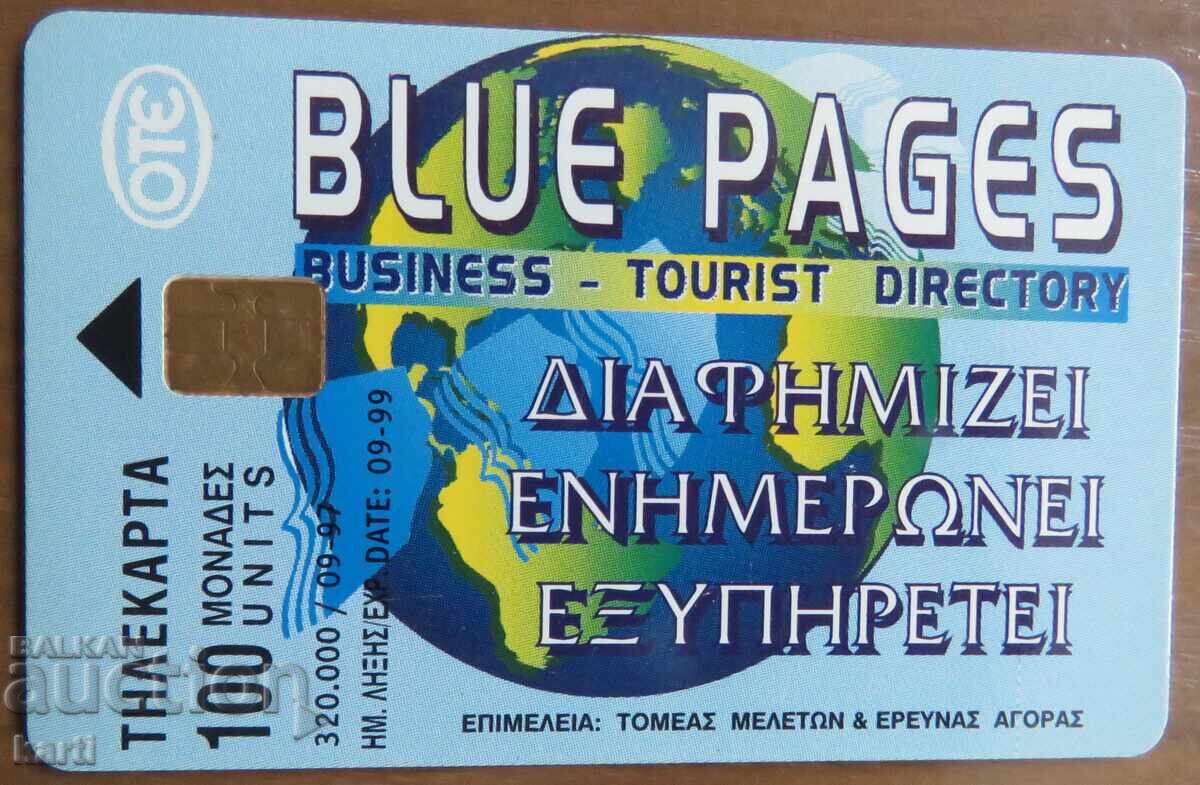 OTE
BLUE PAGES
BUSINESS - TOURIST DIRECTORY
ΔΙΑΦΗΜΙΖΕΙ
ΕΝΗΜΕΡΩΝΕΙ
ΕΞΥΠΗΡΕΤΕΙ
ΕΠΙΜΕΛΕΙΑ: ΤΟΜΕΑΣ ΜΕΛΕΤΩΝ & ΕΡΕΥΝΑΣ ΑΓΟΡΑΣ
ΤΗΛΕΚΑΡΤΑ
100 ΜΟΝΑΔΕΣ
UNITS
320.000 / 09-97
ΗΜ. ΛΗΞΗΣ/EXP. DATE: 09-99
BALKAN
auction
karti